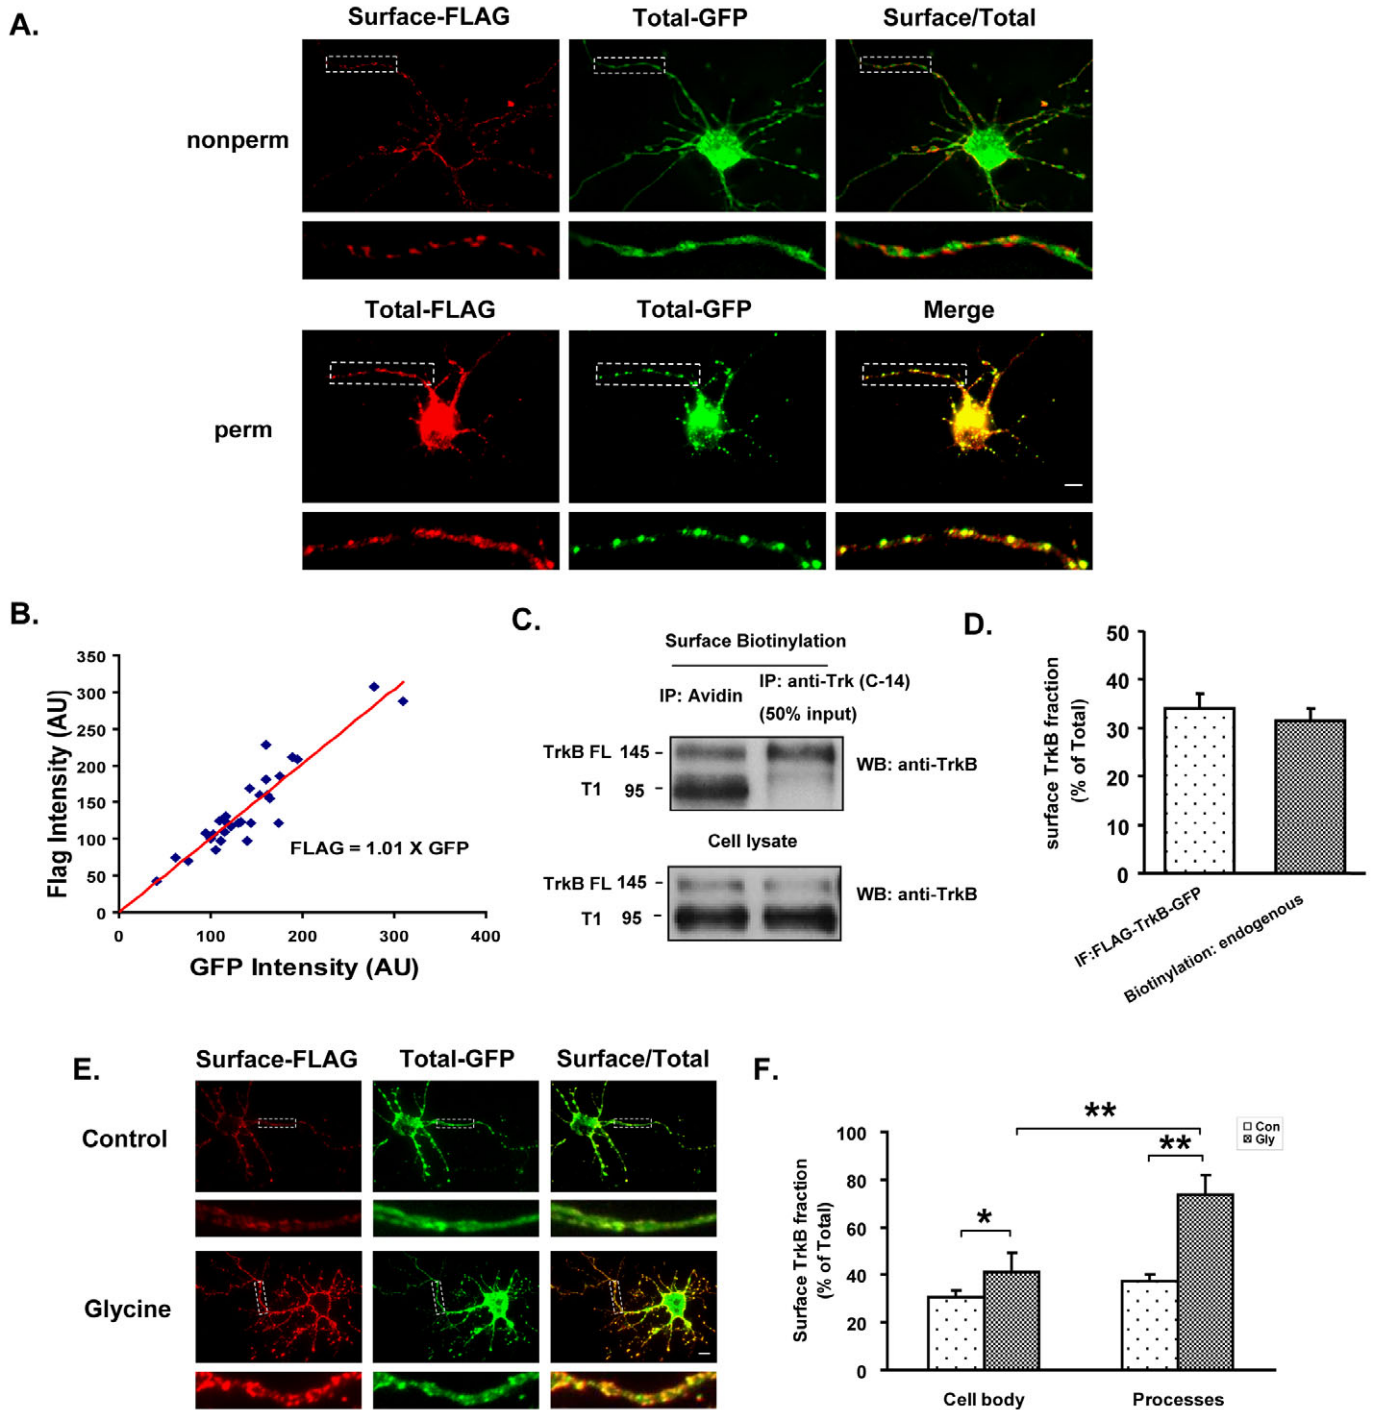 A.
Surface-FLAG Total-GFP Surface/Total
nonperm
Total-FLAG Total-GFP Merge
perm
B.
350
300
250
200
150
100
50
0
0 100 200 300 400
Flag Intensity (AU)
GFP Intensity (AU)
FLAG = 1.01 X GFP
C.
Surface Biotinylation
IP: Avidin
IP: anti-Trk (C-14)
(50% input)
TrkB FL 145 -
T1 95 -
WB: anti-TrkB
Cell lysate
TrkB FL 145 -
T1 95 -
WB: anti-TrkB
D.
surface TrkB fraction
(% of Total)
50
40
30
20
10
0
IF:FLAG-TrkB-GFP
Biotinylation: endogenous
E.
Surface-FLAG Total-GFP Surface/Total
Control
Glycine
F.
Surface TrkB fraction
(% of Total)
100
80
60
40
20
0
*
**
**
Con
Gly
Cell body Processes